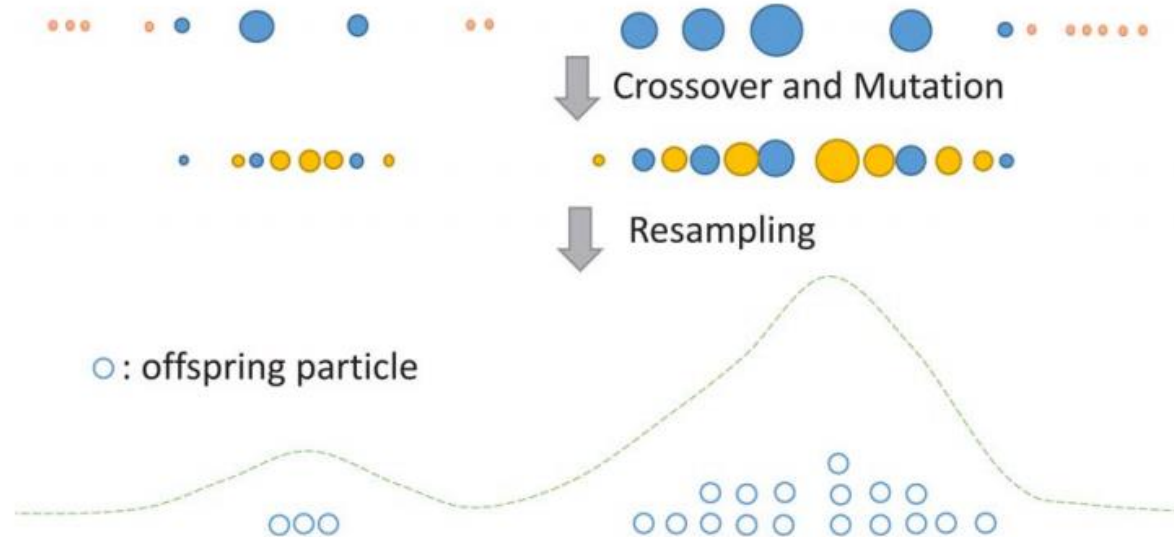 Crossover and Mutation
Resampling
: offspring particle